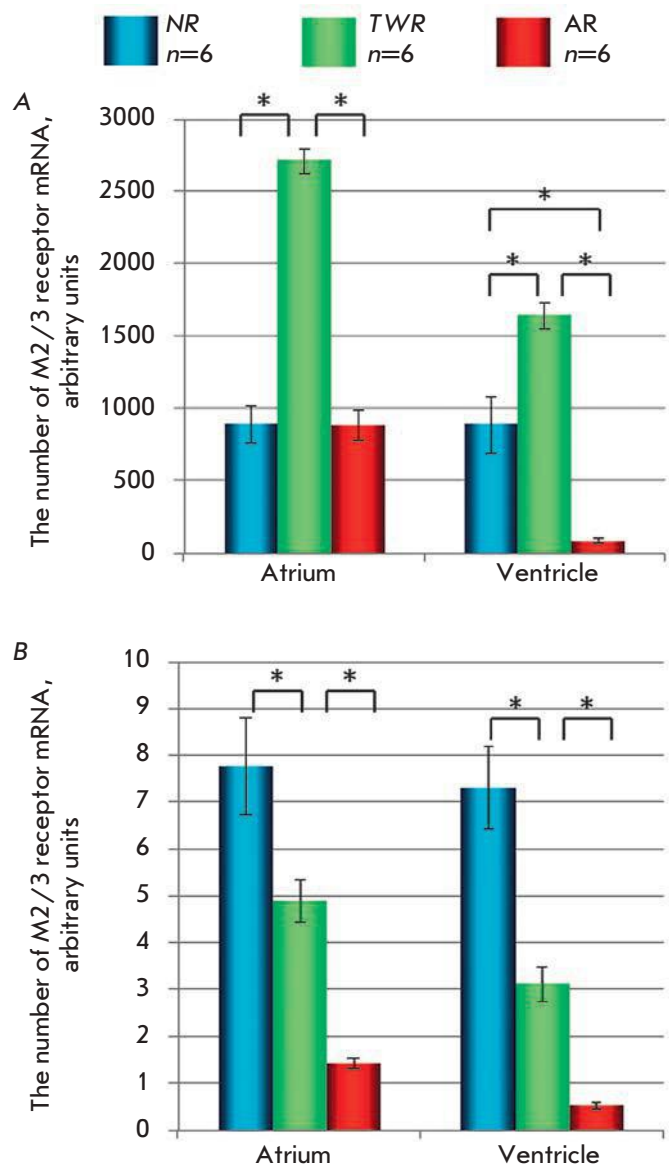 NR
n=6
TWR
n=6
AR
n=6
A
The number of M2/3 receptor mRNA,
arbitrary units
3000
2500
2000
1500
1000
500
0
* *
*
* *
Atrium Ventricle
B
The number of M2/3 receptor mRNA,
arbitrary units
10
9
8
7
6
5
4
3
2
1
0
* *
* *
Atrium Ventricle